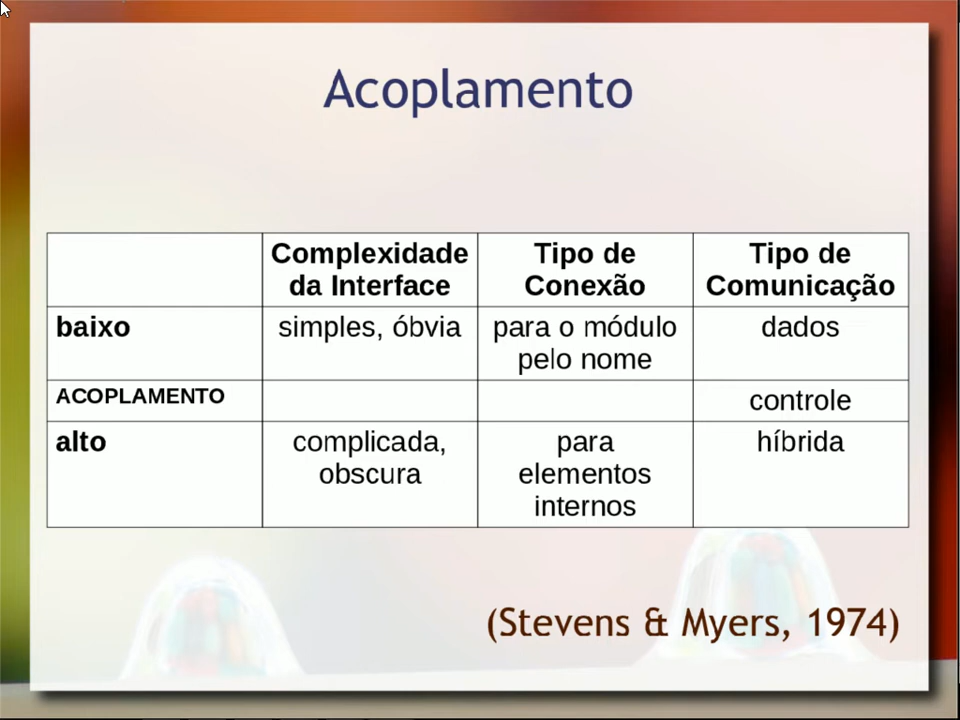 Acoplamento
Complexidade da Interface
Tipo de Conexão
Tipo de Comunicação
baixo
simples, óbvia
para o módulo pelo nome
dados
ACOPLAMENTO
controle
alto
complicada, obscura
para elementos internos
híbrida
(Stevens & Myers, 1974)